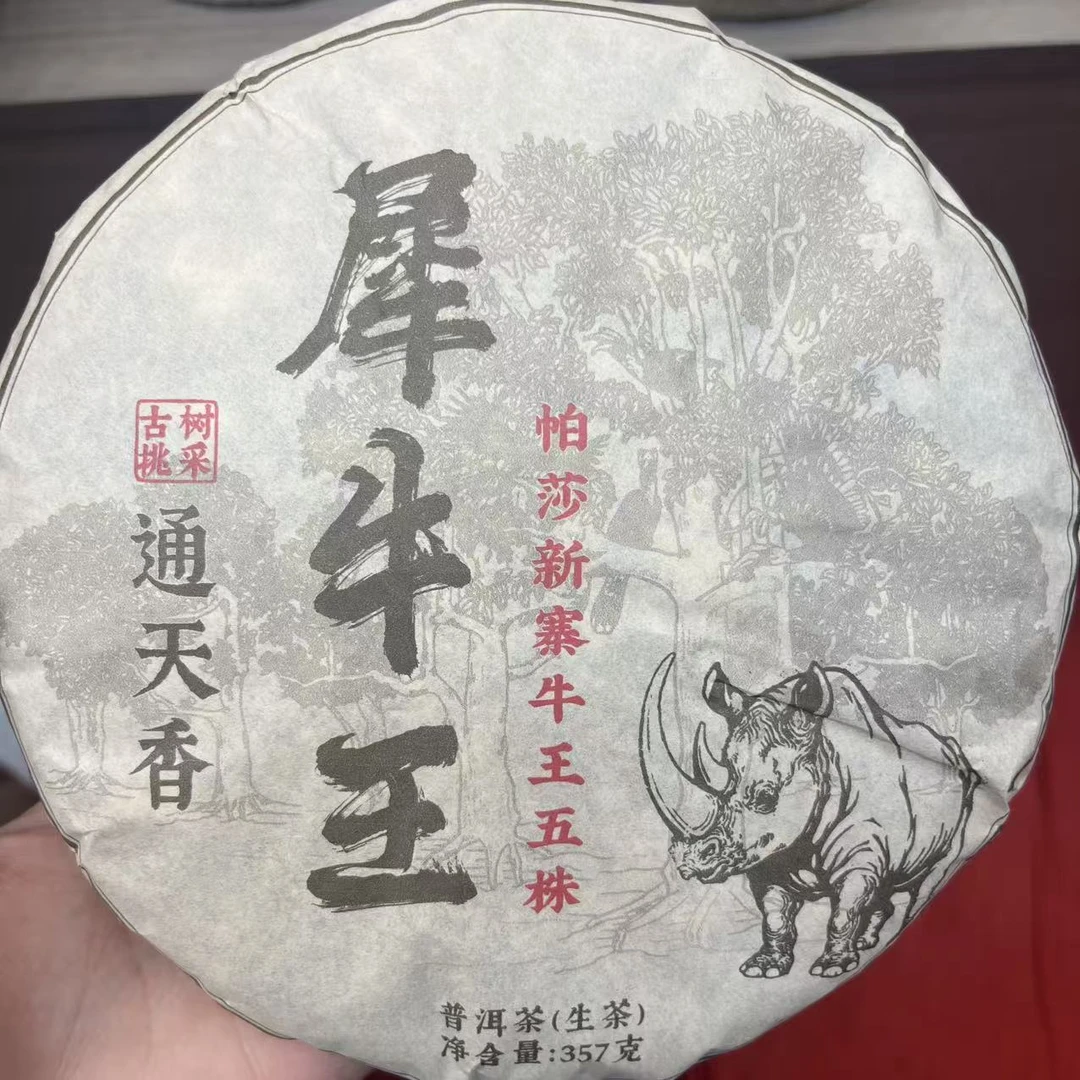 犀牛王
帕莎新寨牛王五株
古树
挑采
通天香
普洱茶(生茶)
净含量:357克